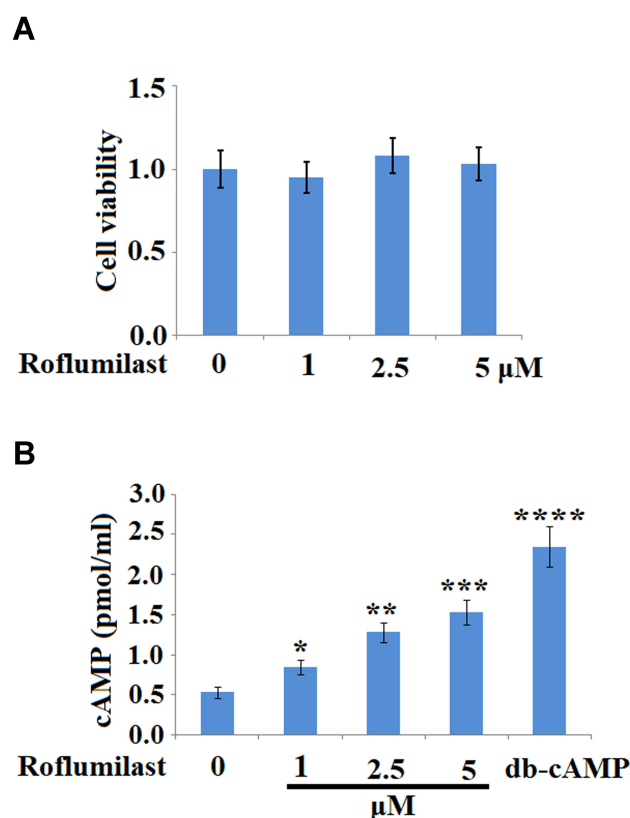 A
1.5
1.0
0.5
0.0
Cell viability
Roflumilast 0 1 2.5 5 μM
B
3.0
2.5
2.0
1.5
1.0
0.5
0.0
cAMP (pmol/ml)
* ** *** ****
Roflumilast 0 1 2.5 5 db-cAMP
μM